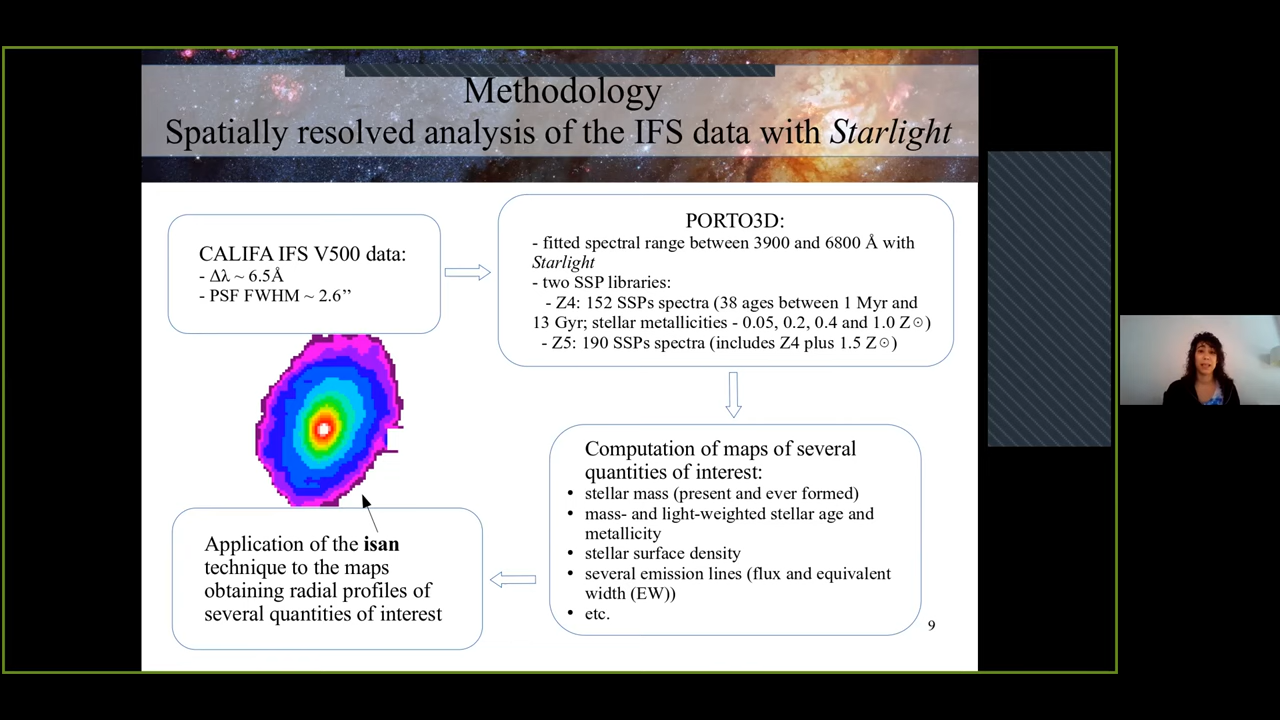 Methodology
Spatially resolved analysis of the IFS data with Starlight
CALIFA IFS V500 data:
- Δλ ~ 6.5Å
- PSF FWHM ~ 2.6’’
PORTO3D:
- fitted spectral range between 3900 and 6800 Å with
Starlight
- two SSP libraries:
- Z4: 152 SSPs spectra (38 ages between 1 Myr and
13 Gyr; stellar metallicities - 0.05, 0.2, 0.4 and 1.0 Z☉)
- Z5: 190 SSPs spectra (includes Z4 plus 1.5 Z☉)
Computation of maps of several
quantities of interest:
• stellar mass (present and ever formed)
• mass- and light-weighted stellar age and
metallicity
• stellar surface density
• several emission lines (flux and equivalent
width (EW))
• etc.
Application of the isan
technique to the maps
obtaining radial profiles of
several quantities of interest
9